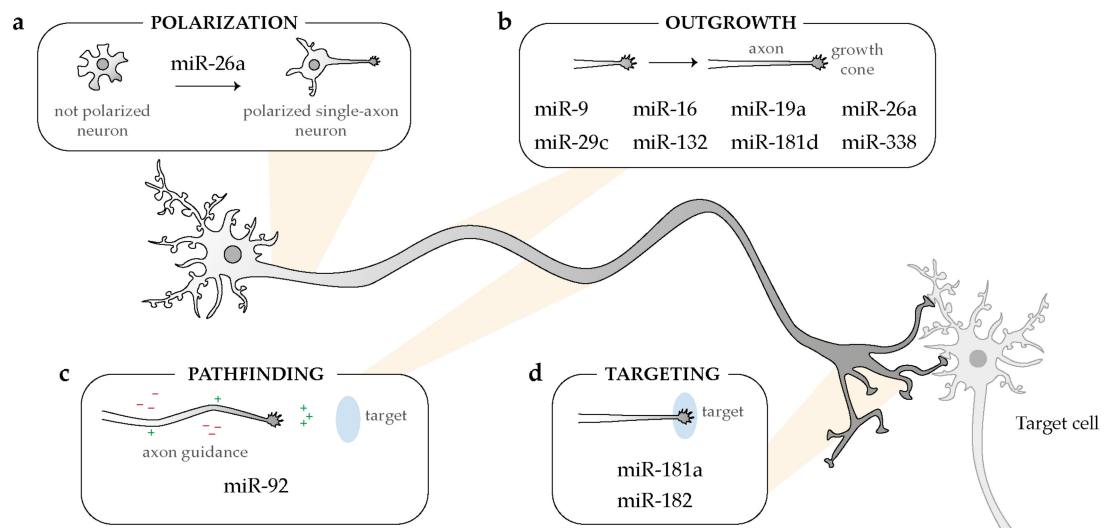 a
POLARIZATION
miR-26a
not polarized
neuron
polarized single-axon
neuron
b
OUTGROWTH
axon
growth
cone
miR-9 miR-16 miR-19a miR-26a
miR-29c miR-132 miR-181d miR-338
c
PATHFINDING
target
axon guidance
miR-92
d
TARGETING
target
miR-181a
miR-182
Target cell